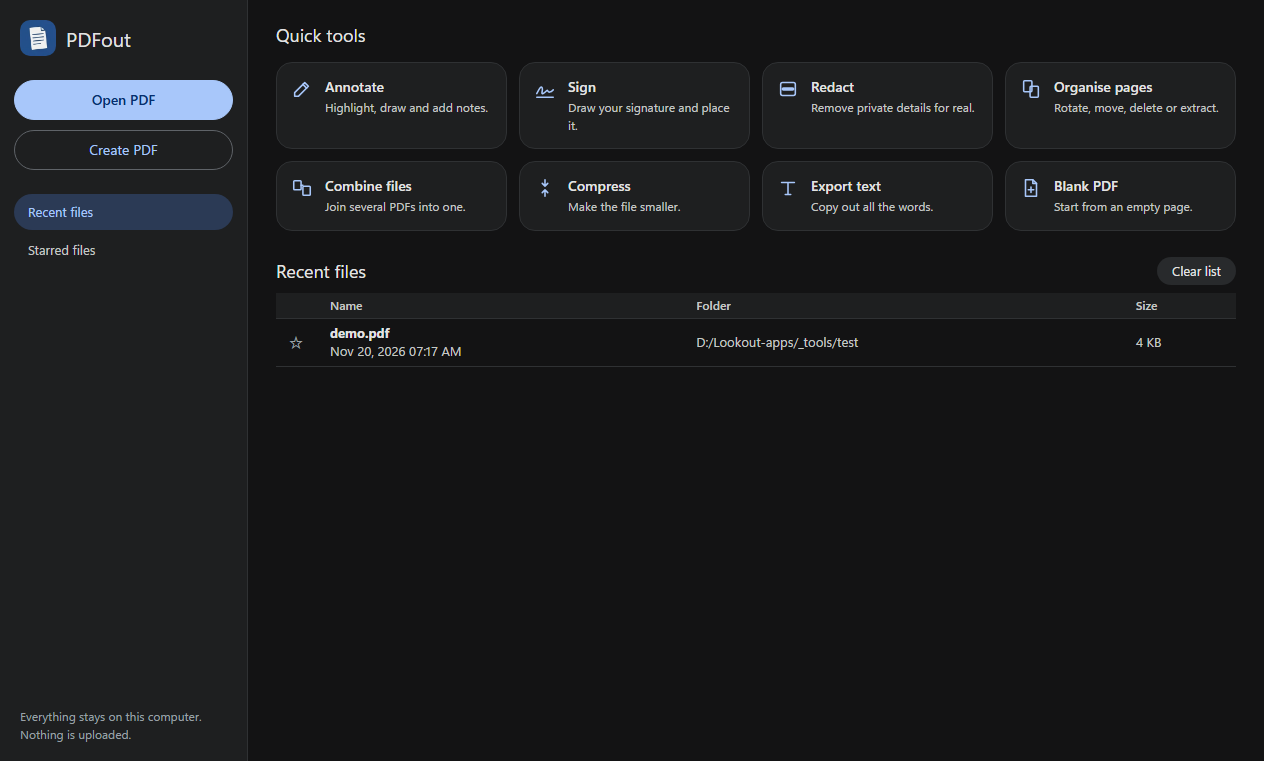 PDFout
Open PDF
Create PDF
Recent files
Starred files
Everything stays on this computer.
Nothing is uploaded.
Quick tools
Annotate
Highlight, draw and add notes.
Sign
Draw your signature and place
it.
Redact
Remove private details for real.
Organise pages
Rotate, move, delete or extract.
Combine files
Join several PDFs into one.
Compress
Make the file smaller.
Export text
Copy out all the words.
Blank PDF
Start from an empty page.
Recent files
Clear list
Name Folder Size
demo.pdf
Nov 20, 2026 07:17 AM
D:/Lookout-apps/_tools/test
4 KB